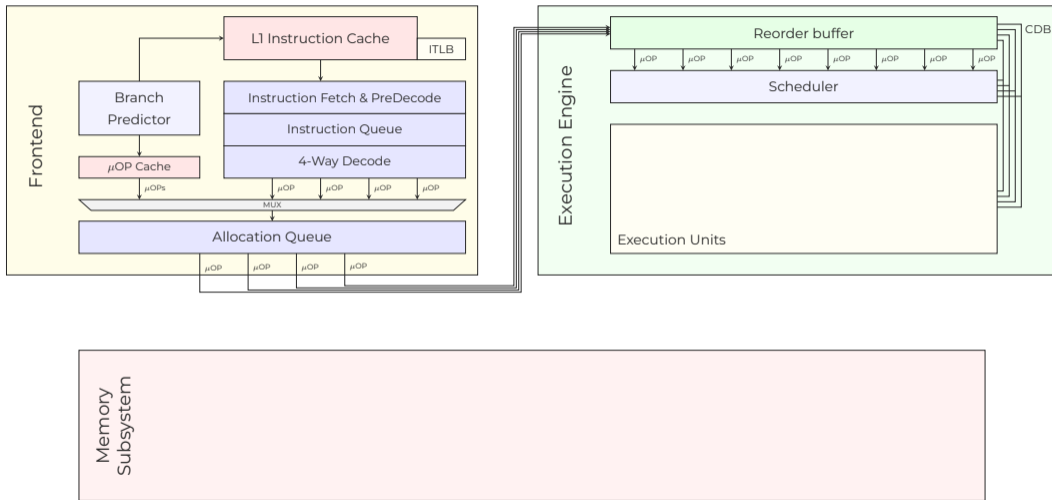 Frontend
L1 Instruction Cache
ITLB
Branch
Predictor
Instruction Fetch & PreDecode
Instruction Queue
4-Way Decode
μOP Cache
μOPs
μOP
μOP
μOP
μOP
MUX
Allocation Queue
μOP
μOP
μOP
μOP
Execution Engine
Reorder buffer
CDB
μOP
μOP
μOP
μOP
μOP
μOP
μOP
μOP
Scheduler
Execution Units
Memory
Subsystem